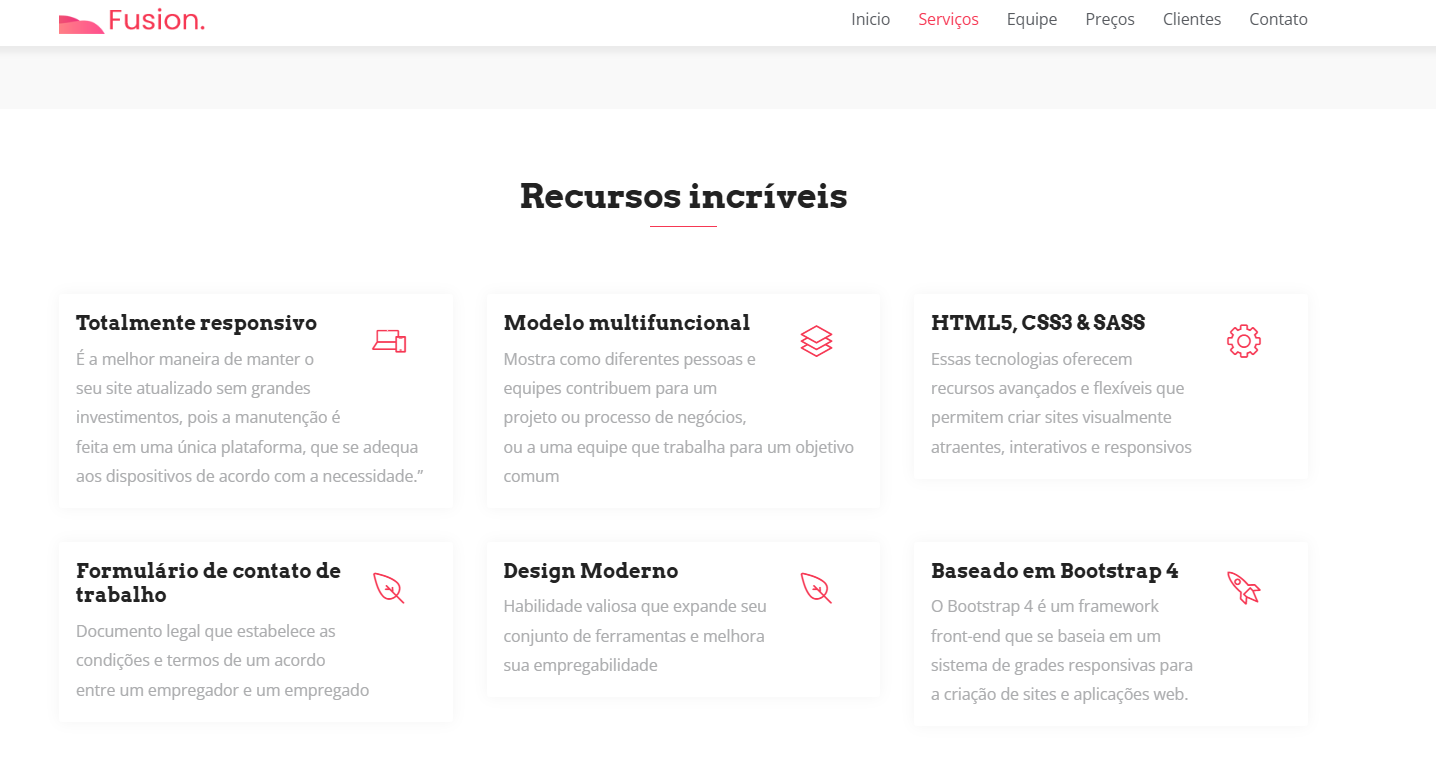 Fusion.
Inicio Serviços Equipe Preços Clientes Contato
Recursos incríveis
Totalmente responsivo
É a melhor maneira de manter o
seu site atualizado sem grandes
investimentos, pois a manutenção é
feita em uma única plataforma, que se adequa
aos dispositivos de acordo com a necessidade.”
Modelo multifuncional
Mostra como diferentes pessoas e
equipes contribuem para um
projeto ou processo de negócios,
ou a uma equipe que trabalha para um objetivo
comum
HTML5, CSS3 & SASS
Essas tecnologias oferecem
recursos avançados e flexíveis que
permitem criar sites visualmente
atraentes, interativos e responsivos
Formulário de contato de
trabalho
Documento legal que estabelece as
condições e termos de um acordo
entre um empregador e um empregado
Design Moderno
Habilidade valiosa que expande seu
conjunto de ferramentas e melhora
sua empregabilidade
Baseado em Bootstrap 4
O Bootstrap 4 é um framework
front-end que se baseia em um
sistema de grades responsivas para
a criação de sites e aplicações web.